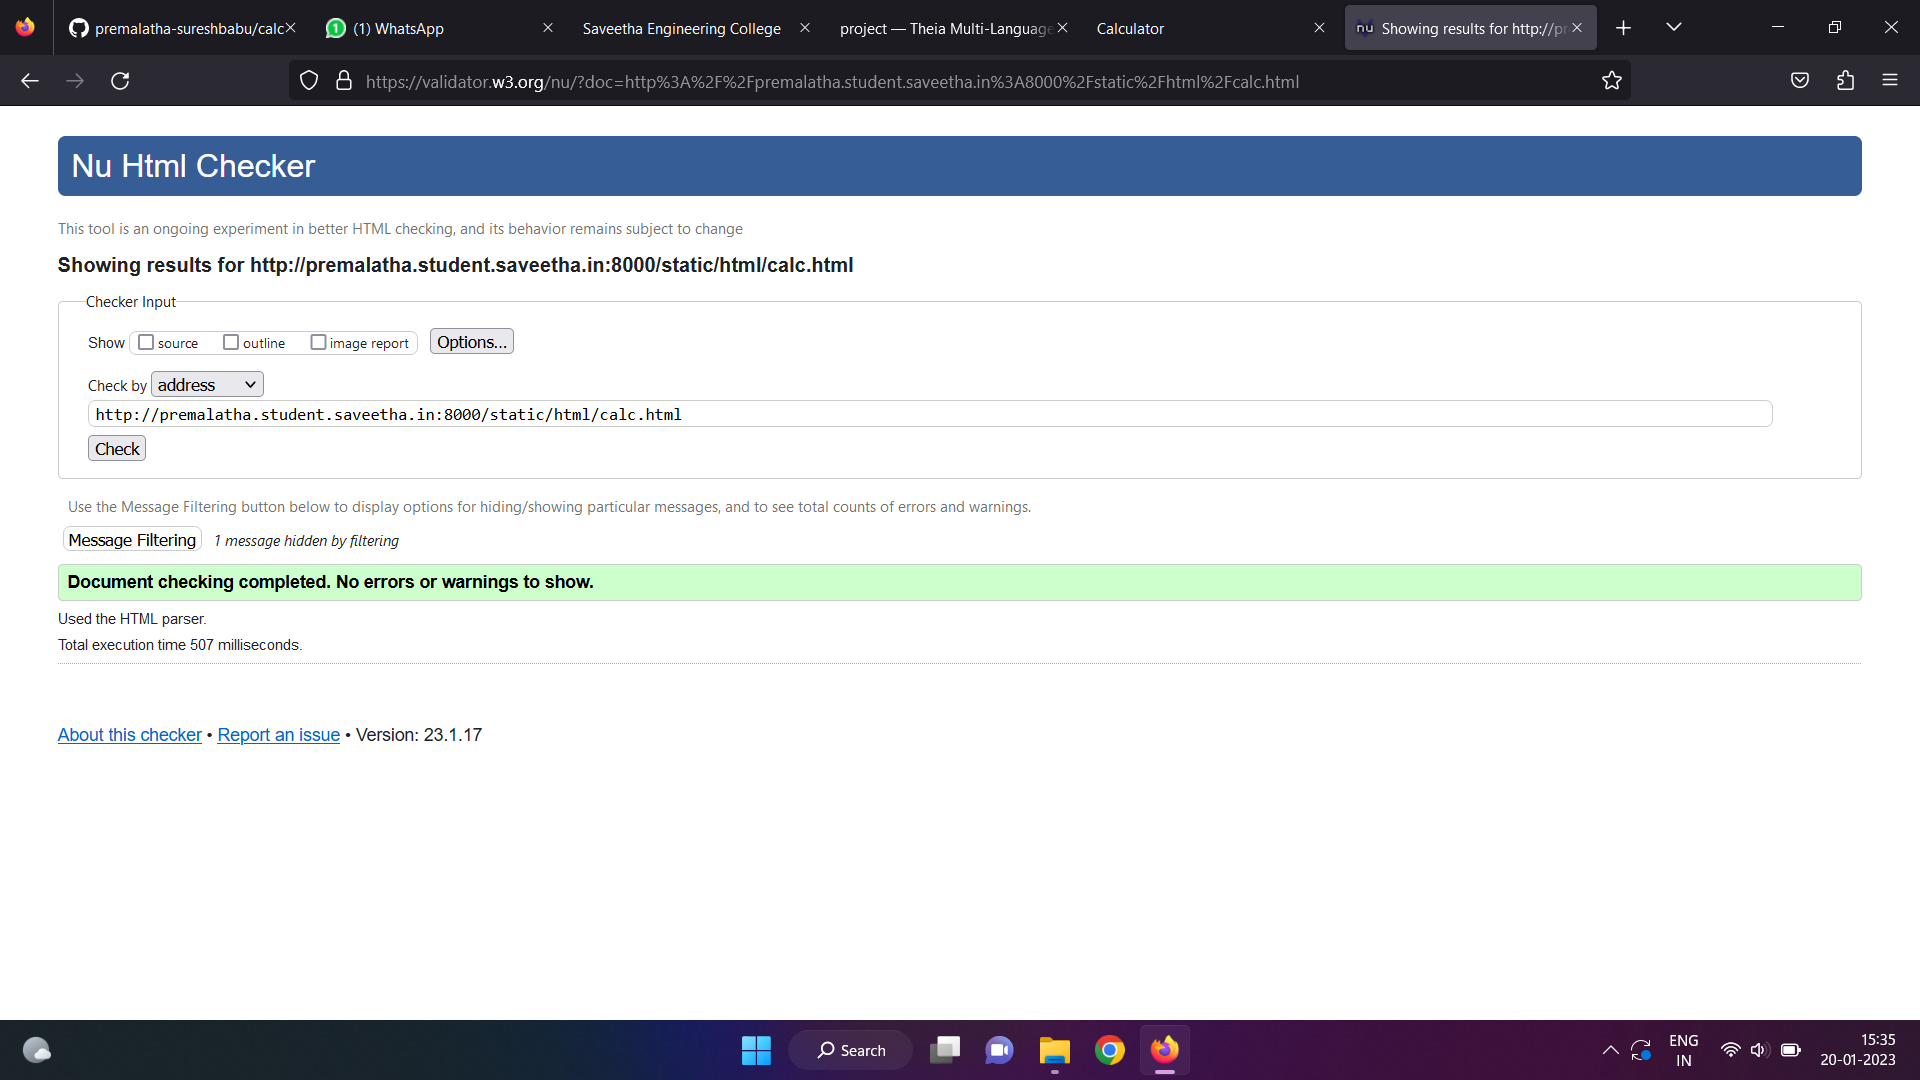 premalatha-sureshbabu/calc
(1) WhatsApp
Saveetha Engineering College
project — Theia Multi-Language
Calculator
nu Showing results for http://pr
https://validator.w3.org/nu/?doc=http%3A%2F%2Fpremalatha.student.saveetha.in%3A8000%2Fstatic%2Fhtml%2Fcalc.html
Nu Html Checker
This tool is an ongoing experiment in better HTML checking, and its behavior remains subject to change
Showing results for http://premalatha.student.saveetha.in:8000/static/html/calc.html
Checker Input
Show source outline image report Options...
Check by address
http://premalatha.student.saveetha.in:8000/static/html/calc.html
Check
Use the Message Filtering button below to display options for hiding/showing particular messages, and to see total counts of errors and warnings.
Message Filtering 1 message hidden by filtering
Document checking completed. No errors or warnings to show.
Used the HTML parser.
Total execution time 507 milliseconds.
About this checker • Report an issue • Version: 23.1.17
Search
ENG
IN
15:35
20-01-2023